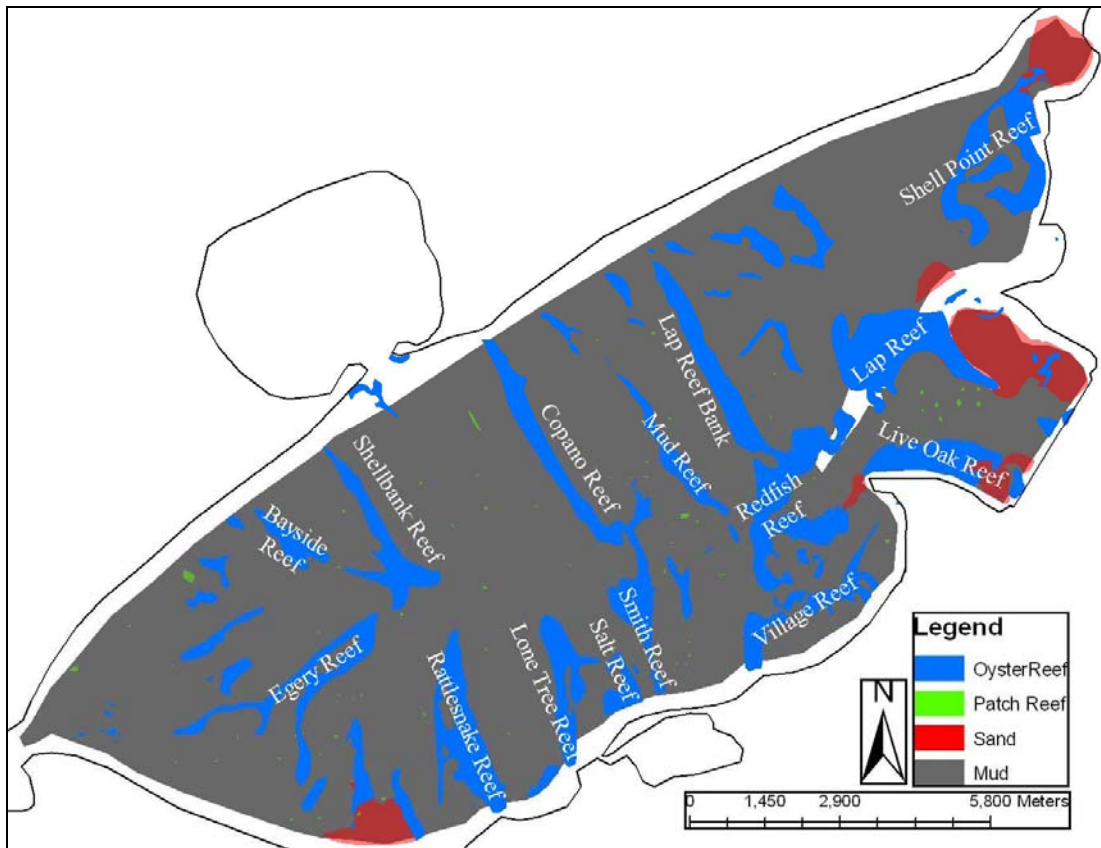 Shell Point Reef
Lap Reef
Lap Reef Bank
Live Oak Reef
Copano Reef
Mud Reef
Redfish
Reef
Shellbank Reef
Bayside
Reef
Village Reef
Smith Reef
Salt Reef
Lone Tree Reef
Egery Reef
Rattlesnake Reef
Legend
OysterReef
Patch Reef
Sand
Mud
N
0 1,450 2,900 5,800 Meters